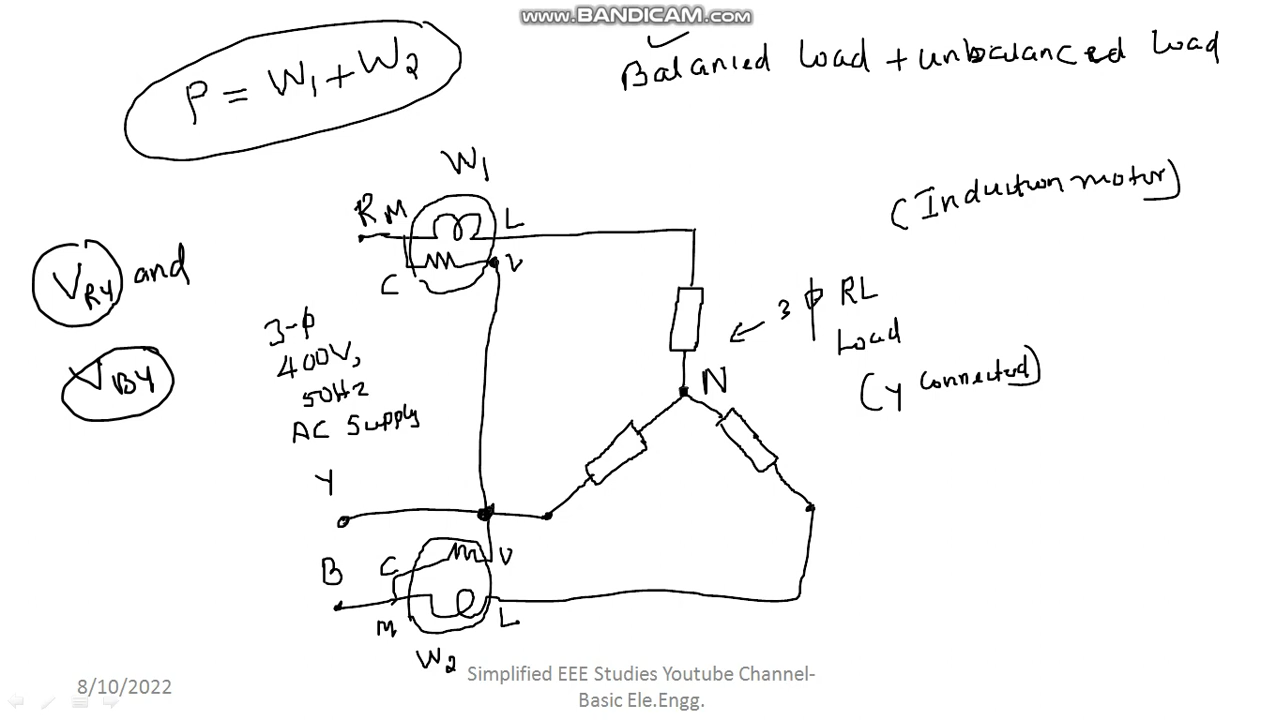 www.BANDICAM.com
P = W1 + W2
Balanced load + unbalanced load
W1
(Induction motor)
R M L
C V
VRY and
VBY
3-φ
400V,
50Hz
AC Supply
3 φ RL
Load
(Y connected)
N
Y
B C V
M L
W2
8/10/2022
Simplified EEE Studies Youtube Channel-
Basic Ele.Engg.